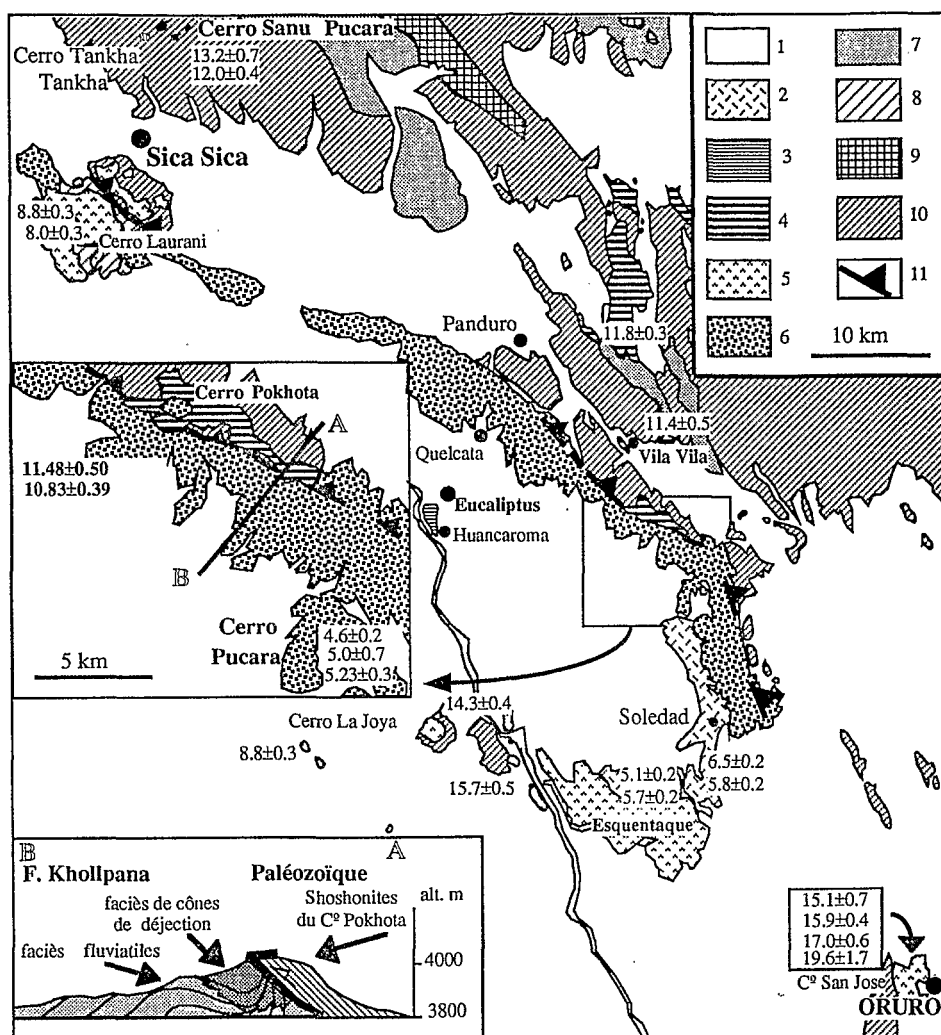 Cerro Sanu Pucara
Cerro Tankha
Tankha
13.2±0.7
12.0±0.4
Sica Sica
8.8±0.3
8.0±0.3
Cerro Laurani
Panduro
11.8±0.3
11.4±0.5
Vila Vila
Quelcata
Eucaliptus
Huancaroma
1
2
3
4
5
6
7
8
9
10
11
10 km
Cerro Pokhota
A
11.48±0.50
10.83±0.39
B
Cerro
Pucara
4.6±0.2
5.0±0.7
5.23±0.3
5 km
14.3±0.4
Cerro La Joya
8.8±0.3
15.7±0.5
Soledad
6.5±0.2
5.8±0.2
5.1±0.2
5.7±0.2
Esquentaque
B
A
F. Khollpana
Paléozoïque
alt. m
faciès de cônes
de déjection
Shoshonites
du Cº Pokhota
faciès fluviatiles
4000
3800
15.1±0.7
15.9±0.4
17.0±0.6
19.6±1.7
Cº San Jose
ORURO